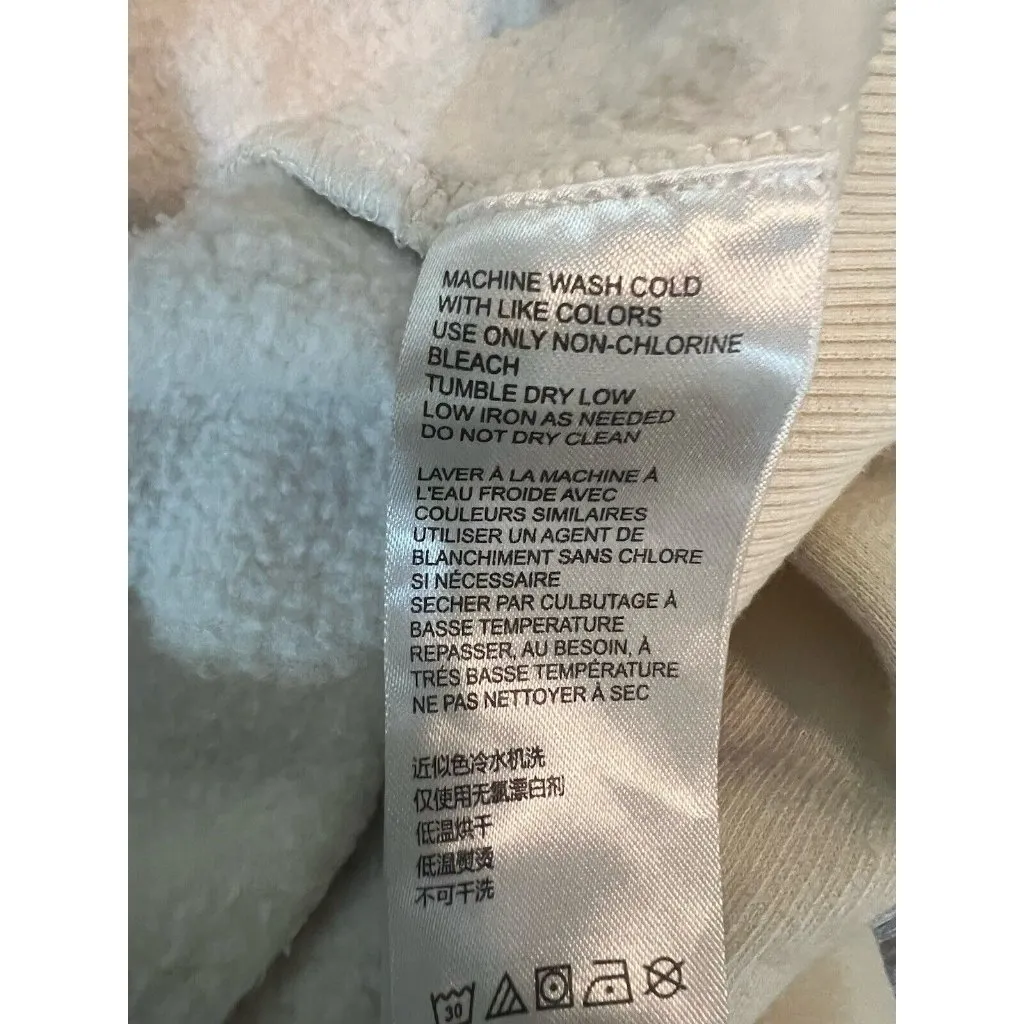 MACHINE WASH COLD
WITH LIKE COLORS
USE ONLY NON-CHLORINE
BLEACH
TUMBLE DRY LOW
LOW IRON AS NEEDED
DO NOT DRY CLEAN
LAVER À LA MACHINE À
L'EAU FROIDE AVEC
COULEURS SIMILAIRES
UTILISER UN AGENT DE
BLANCHIMENT SANS CHLORE
SI NÉCESSAIRE
SECHER PAR CULBUTAGE À
BASSE TEMPERATURE
REPASSER, AU BESOIN, À
TRÉS BASSE TEMPÉRATURE
NE PAS NETTOYER À SEC
近似色冷水机洗
仅使用无氯漂白剂
低温烘干
低温熨烫
不可干洗
30